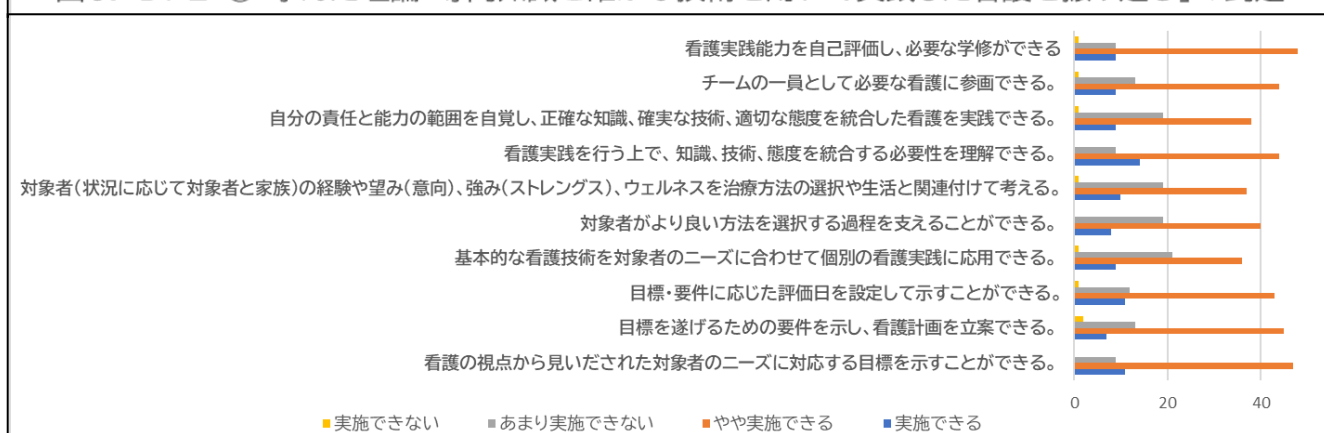 看護実践能力を自己評価し、必要な学修ができる
チームの一員として必要な看護に参画できる。
自分の責任と能力の範囲を自覚し、正確な知識、確実な技術、適切な態度を統合した看護を実践できる。
看護実践を行う上で、知識、技術、態度を統合する必要性を理解できる。
対象者(状況に応じて対象者と家族)の経験や望み(意向)、強み(ストレングス)、ウェルネスを治療方法の選択や生活と関連付けて考える。
対象者がより良い方法を選択する過程を支えることができる。
基本的な看護技術を対象者のニーズに合わせて個別の看護実践に応用できる。
目標・要件に応じた評価日を設定して示すことができる。
目標を遂げるための要件を示し、看護計画を立案できる。
看護の視点から見いだされた対象者のニーズに対応する目標を示すことができる。
0 20 40
実施できない あまり実施できない やや実施できる 実施できる